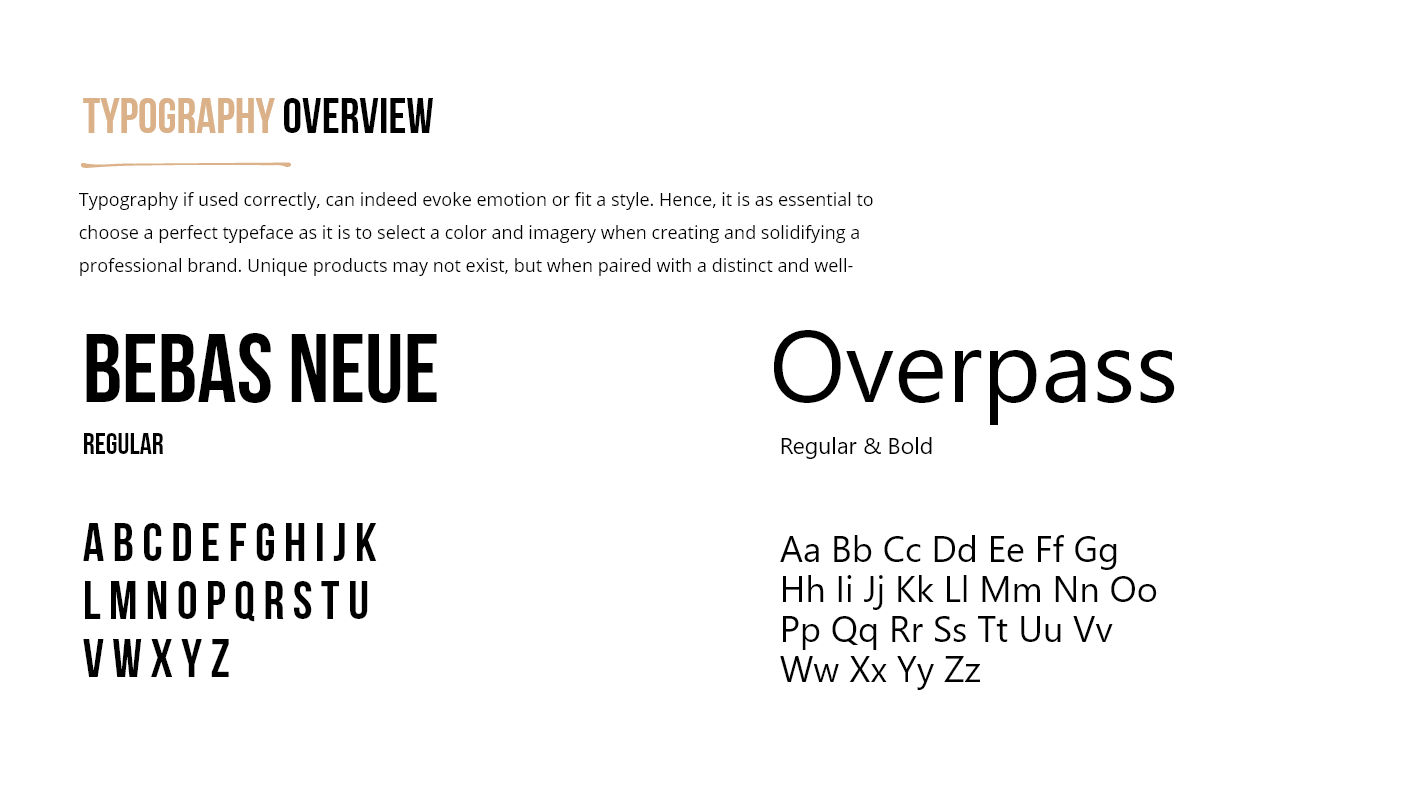 TYPOGRAPHY OVERVIEW
Typography if used correctly, can indeed evoke emotion or fit a style. Hence, it is as essential to
choose a perfect typeface as it is to select a color and imagery when creating and solidifying a
professional brand. Unique products may not exist, but when paired with a distinct and well-
BEBAS NEUE
REGULAR
A B C D E F G H I J K
L M N O P Q R S T U
V W X Y Z
Overpass
Regular & Bold
Aa Bb Cc Dd Ee Ff Gg
Hh Ii Jj Kk Ll Mm Nn Oo
Pp Qq Rr Ss Tt Uu Vv
Ww Xx Yy Zz